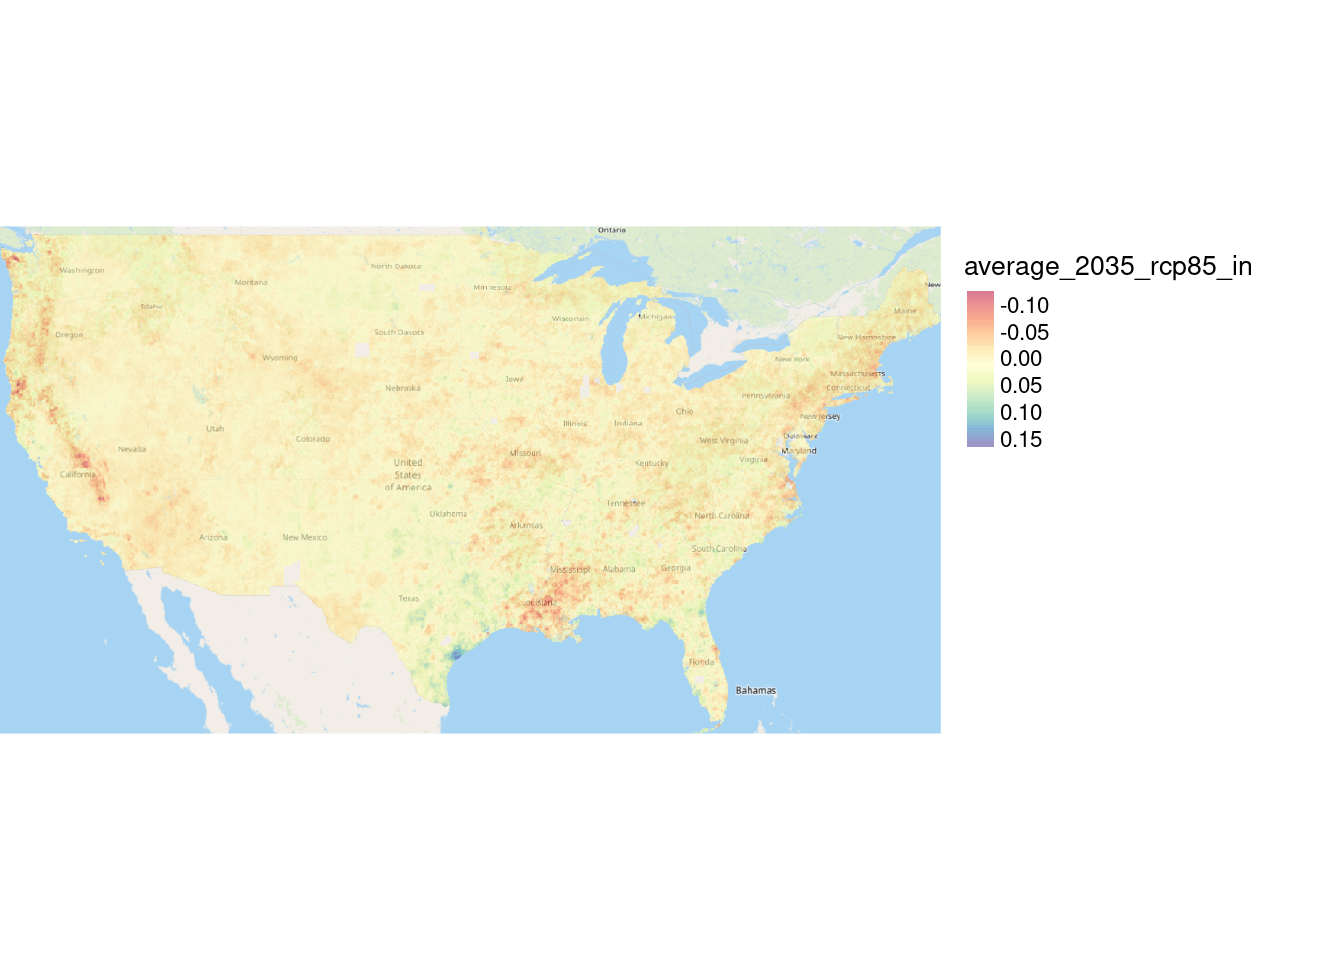 Ontario
Washington
North Dakota
Montana
Minnesota
New
Idaho
Maine
Wisconsin
Michigan
Oregon
South Dakota
New Hampshire
Wyoming
New York
Massachusetts
Iowa
Nebraska
Connecticut
Pennsylvania
Ohio
New Jersey
Illinois
Indiana
Utah
Colorado
West Virginia
Delaware
Nevada
Missouri
Maryland
United
States
of America
Kentucky
Virginia
California
Tennessee
Oklahoma
North Carolina
Arkansas
Arizona
New Mexico
South Carolina
Mississippi
Alabama
Georgia
Texas
Louisiana
Florida
Bahamas
average_2035_rcp85_in
-0.10
-0.05
0.00
0.05
0.10
0.15